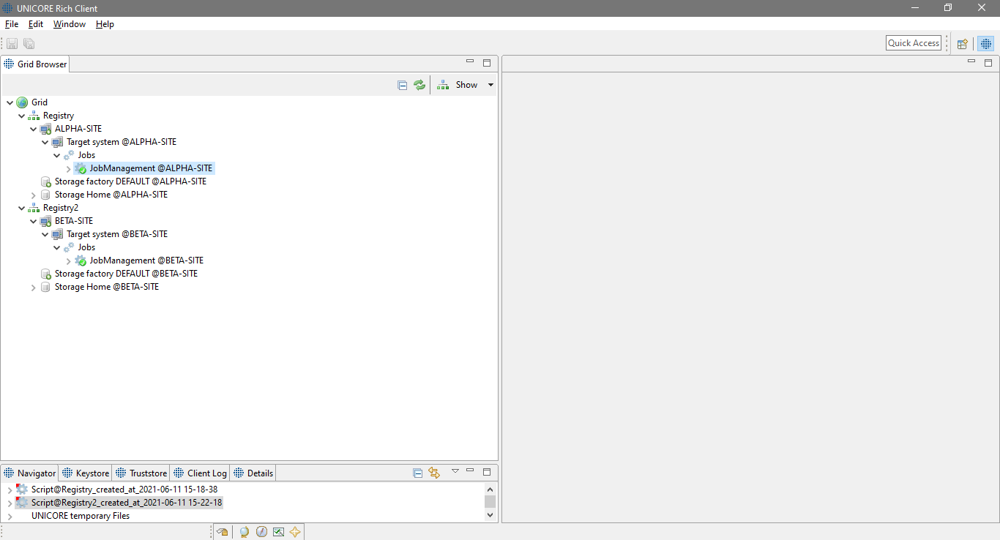 UNICORE Rich Client
File Edit Window Help
Quick Access
Grid Browser
Show
Grid
Registry
ALPHA-SITE
Target system @ALPHA-SITE
Jobs
JobManagement @ALPHA-SITE
Storage factory DEFAULT @ALPHA-SITE
Storage Home @ALPHA-SITE
Registry2
BETA-SITE
Target system @BETA-SITE
Jobs
JobManagement @BETA-SITE
Storage factory DEFAULT @BETA-SITE
Storage Home @BETA-SITE
Navigator Keystore Truststore Client Log Details
Script@Registry_created_at_2021-06-11 15-18-38
Script@Registry2_created_at_2021-06-11 15-22-18
UNICORE temporary Files